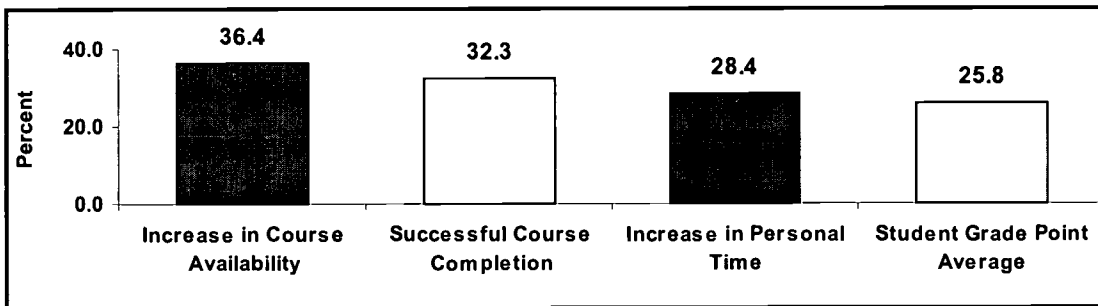 36.4
32.3
28.4
25.8
40.0
20.0
0.0
Percent
Increase in Course
Availability
Successful Course
Completion
Increase in Personal
Time
Student Grade Point
Average